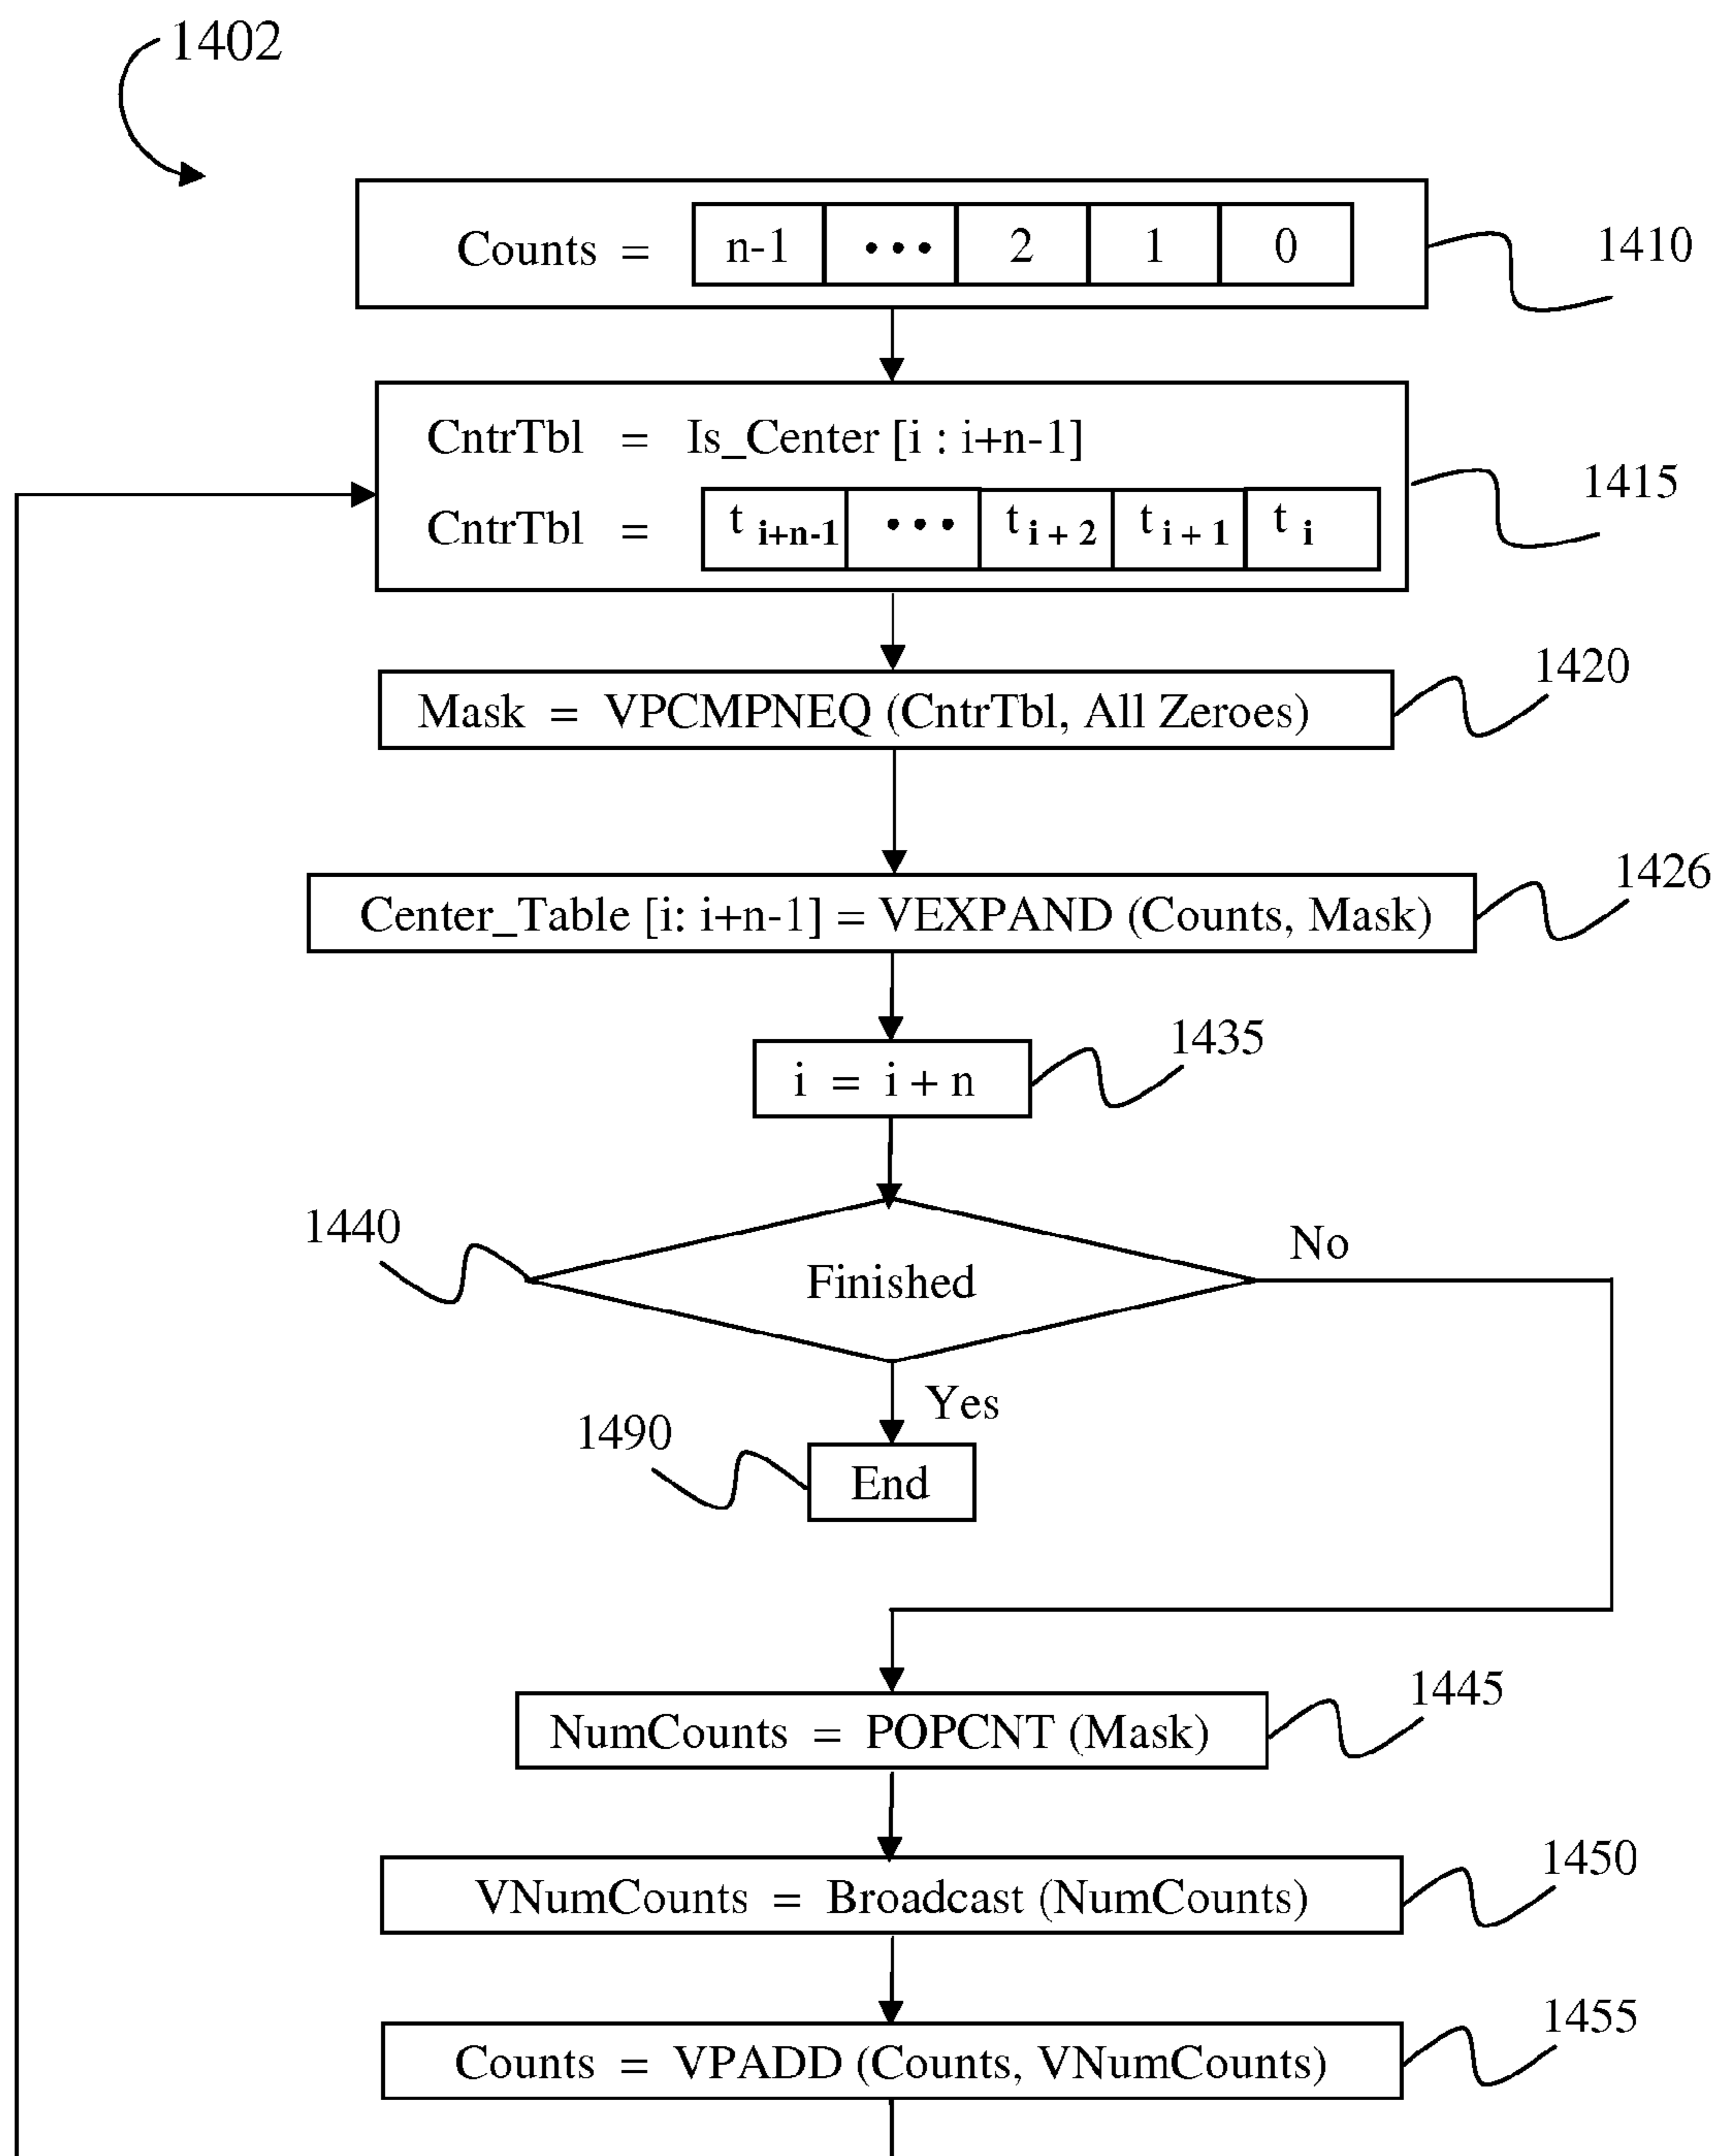 1402
Counts = n-1 ••• 2 1 0
1410
CntrTbl = Is_Center [i : i+n-1]
CntrTbl = t i+n-1 ••• t i + 2 t i + 1 t i
1415
Mask = VPCMPNEQ (CntrTbl, All Zeroes)
1420
Center_Table [i: i+n-1] = VEXPAND (Counts, Mask)
1426
i = i + n
1435
1440
Finished
No
Yes
1490
End
NumCounts = POPCNT (Mask)
1445
VNumCounts = Broadcast (NumCounts)
1450
Counts = VPADD (Counts, VNumCounts)
1455